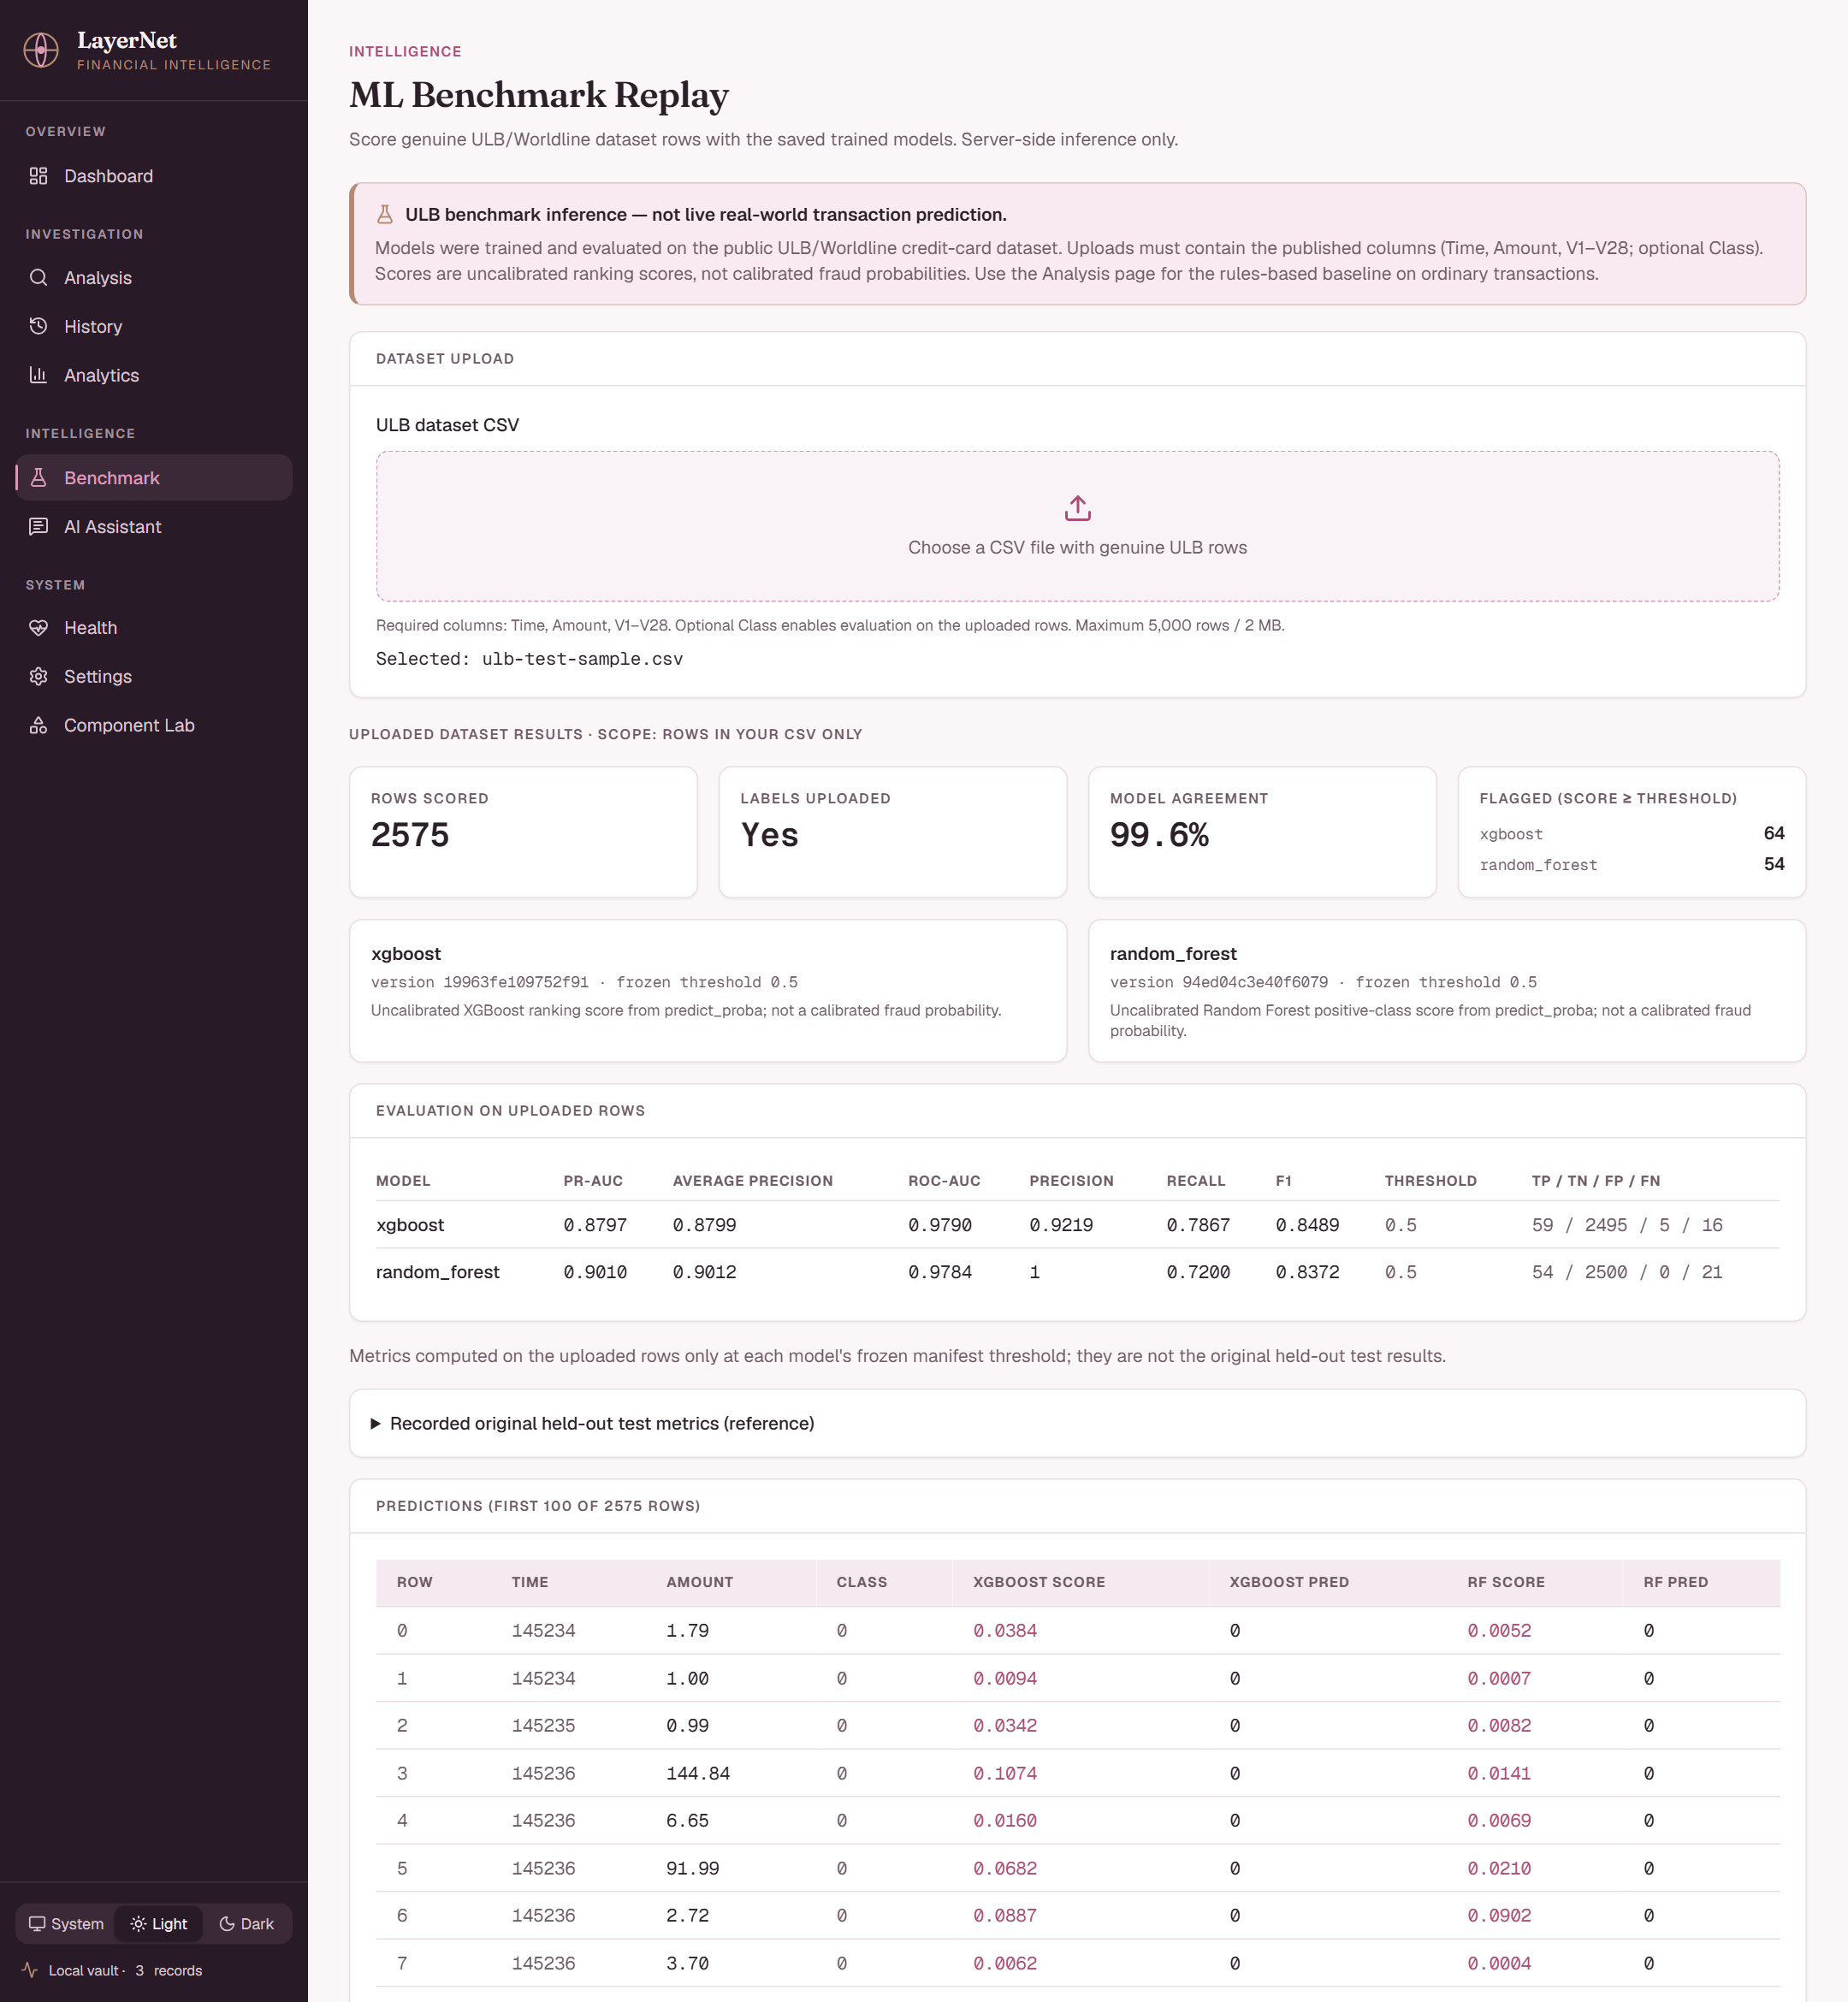 LayerNet
FINANCIAL INTELLIGENCE
OVERVIEW
Dashboard
INVESTIGATION
Analysis
History
Analytics
INTELLIGENCE
Benchmark
AI Assistant
SYSTEM
Health
Settings
Component Lab
System Light Dark
Local vault · 3 records
INTELLIGENCE
ML Benchmark Replay
Score genuine ULB/Worldline dataset rows with the saved trained models. Server-side inference only.
ULB benchmark inference — not live real-world transaction prediction.
Models were trained and evaluated on the public ULB/Worldline credit-card dataset. Uploads must contain the published columns (Time, Amount, V1–V28; optional Class).
Scores are uncalibrated ranking scores, not calibrated fraud probabilities. Use the Analysis page for the rules-based baseline on ordinary transactions.
DATASET UPLOAD
ULB dataset CSV
Choose a CSV file with genuine ULB rows
Required columns: Time, Amount, V1–V28. Optional Class enables evaluation on the uploaded rows. Maximum 5,000 rows / 2 MB.
Selected: ulb-test-sample.csv
UPLOADED DATASET RESULTS · SCOPE: ROWS IN YOUR CSV ONLY
ROWS SCORED
2575
LABELS UPLOADED
Yes
MODEL AGREEMENT
99.6%
FLAGGED (SCORE ≥ THRESHOLD)
xgboost 64
random_forest 54
xgboost
version 19963fe109752f91 · frozen threshold 0.5
Uncalibrated XGBoost ranking score from predict_proba; not a calibrated fraud probability.
random_forest
version 94ed04c3e40f6079 · frozen threshold 0.5
Uncalibrated Random Forest positive-class score from predict_proba; not a calibrated fraud
probability.
EVALUATION ON UPLOADED ROWS
MODEL PR-AUC AVERAGE PRECISION ROC-AUC PRECISION RECALL F1 THRESHOLD TP / TN / FP / FN
xgboost 0.8797 0.8799 0.9790 0.9219 0.7867 0.8489 0.5 59 / 2495 / 5 / 16
random_forest 0.9010 0.9012 0.9784 1 0.7200 0.8372 0.5 54 / 2500 / 0 / 21
Metrics computed on the uploaded rows only at each model's frozen manifest threshold; they are not the original held-out test results.
Recorded original held-out test metrics (reference)
PREDICTIONS (FIRST 100 OF 2575 ROWS)
ROW TIME AMOUNT CLASS XGBOOST SCORE XGBOOST PRED RF SCORE RF PRED
0 145234 1.79 0 0.0384 0 0.0052 0
1 145234 1.00 0 0.0094 0 0.0007 0
2 145235 0.99 0 0.0342 0 0.0082 0
3 145236 144.84 0 0.1074 0 0.0141 0
4 145236 6.65 0 0.0160 0 0.0069 0
5 145236 91.99 0 0.0682 0 0.0210 0
6 145236 2.72 0 0.0887 0 0.0902 0
7 145236 3.70 0 0.0062 0 0.0004 0